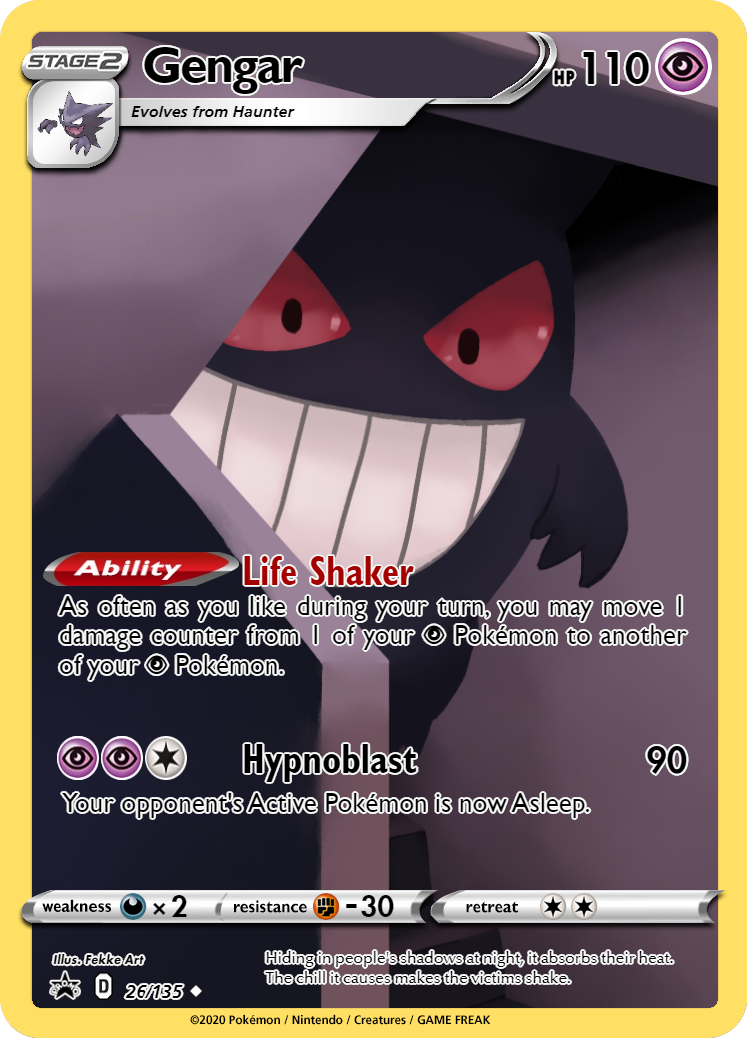 STAGE 2 Gengar HP 110
Evolves from Haunter
Ability Life Shaker
As often as you like during your turn, you may move 1
damage counter from 1 of your Pokémon to another
of your Pokémon.
Hypnoblast 90
Your opponent's Active Pokémon is now Asleep.
weakness ×2 resistance -30 retreat
Illus. Fekke Art
Hiding in people's shadows at night, it absorbs their heat.
The chill it causes makes the victims shake.
D 26/135
©2020 Pokémon / Nintendo / Creatures / GAME FREAK